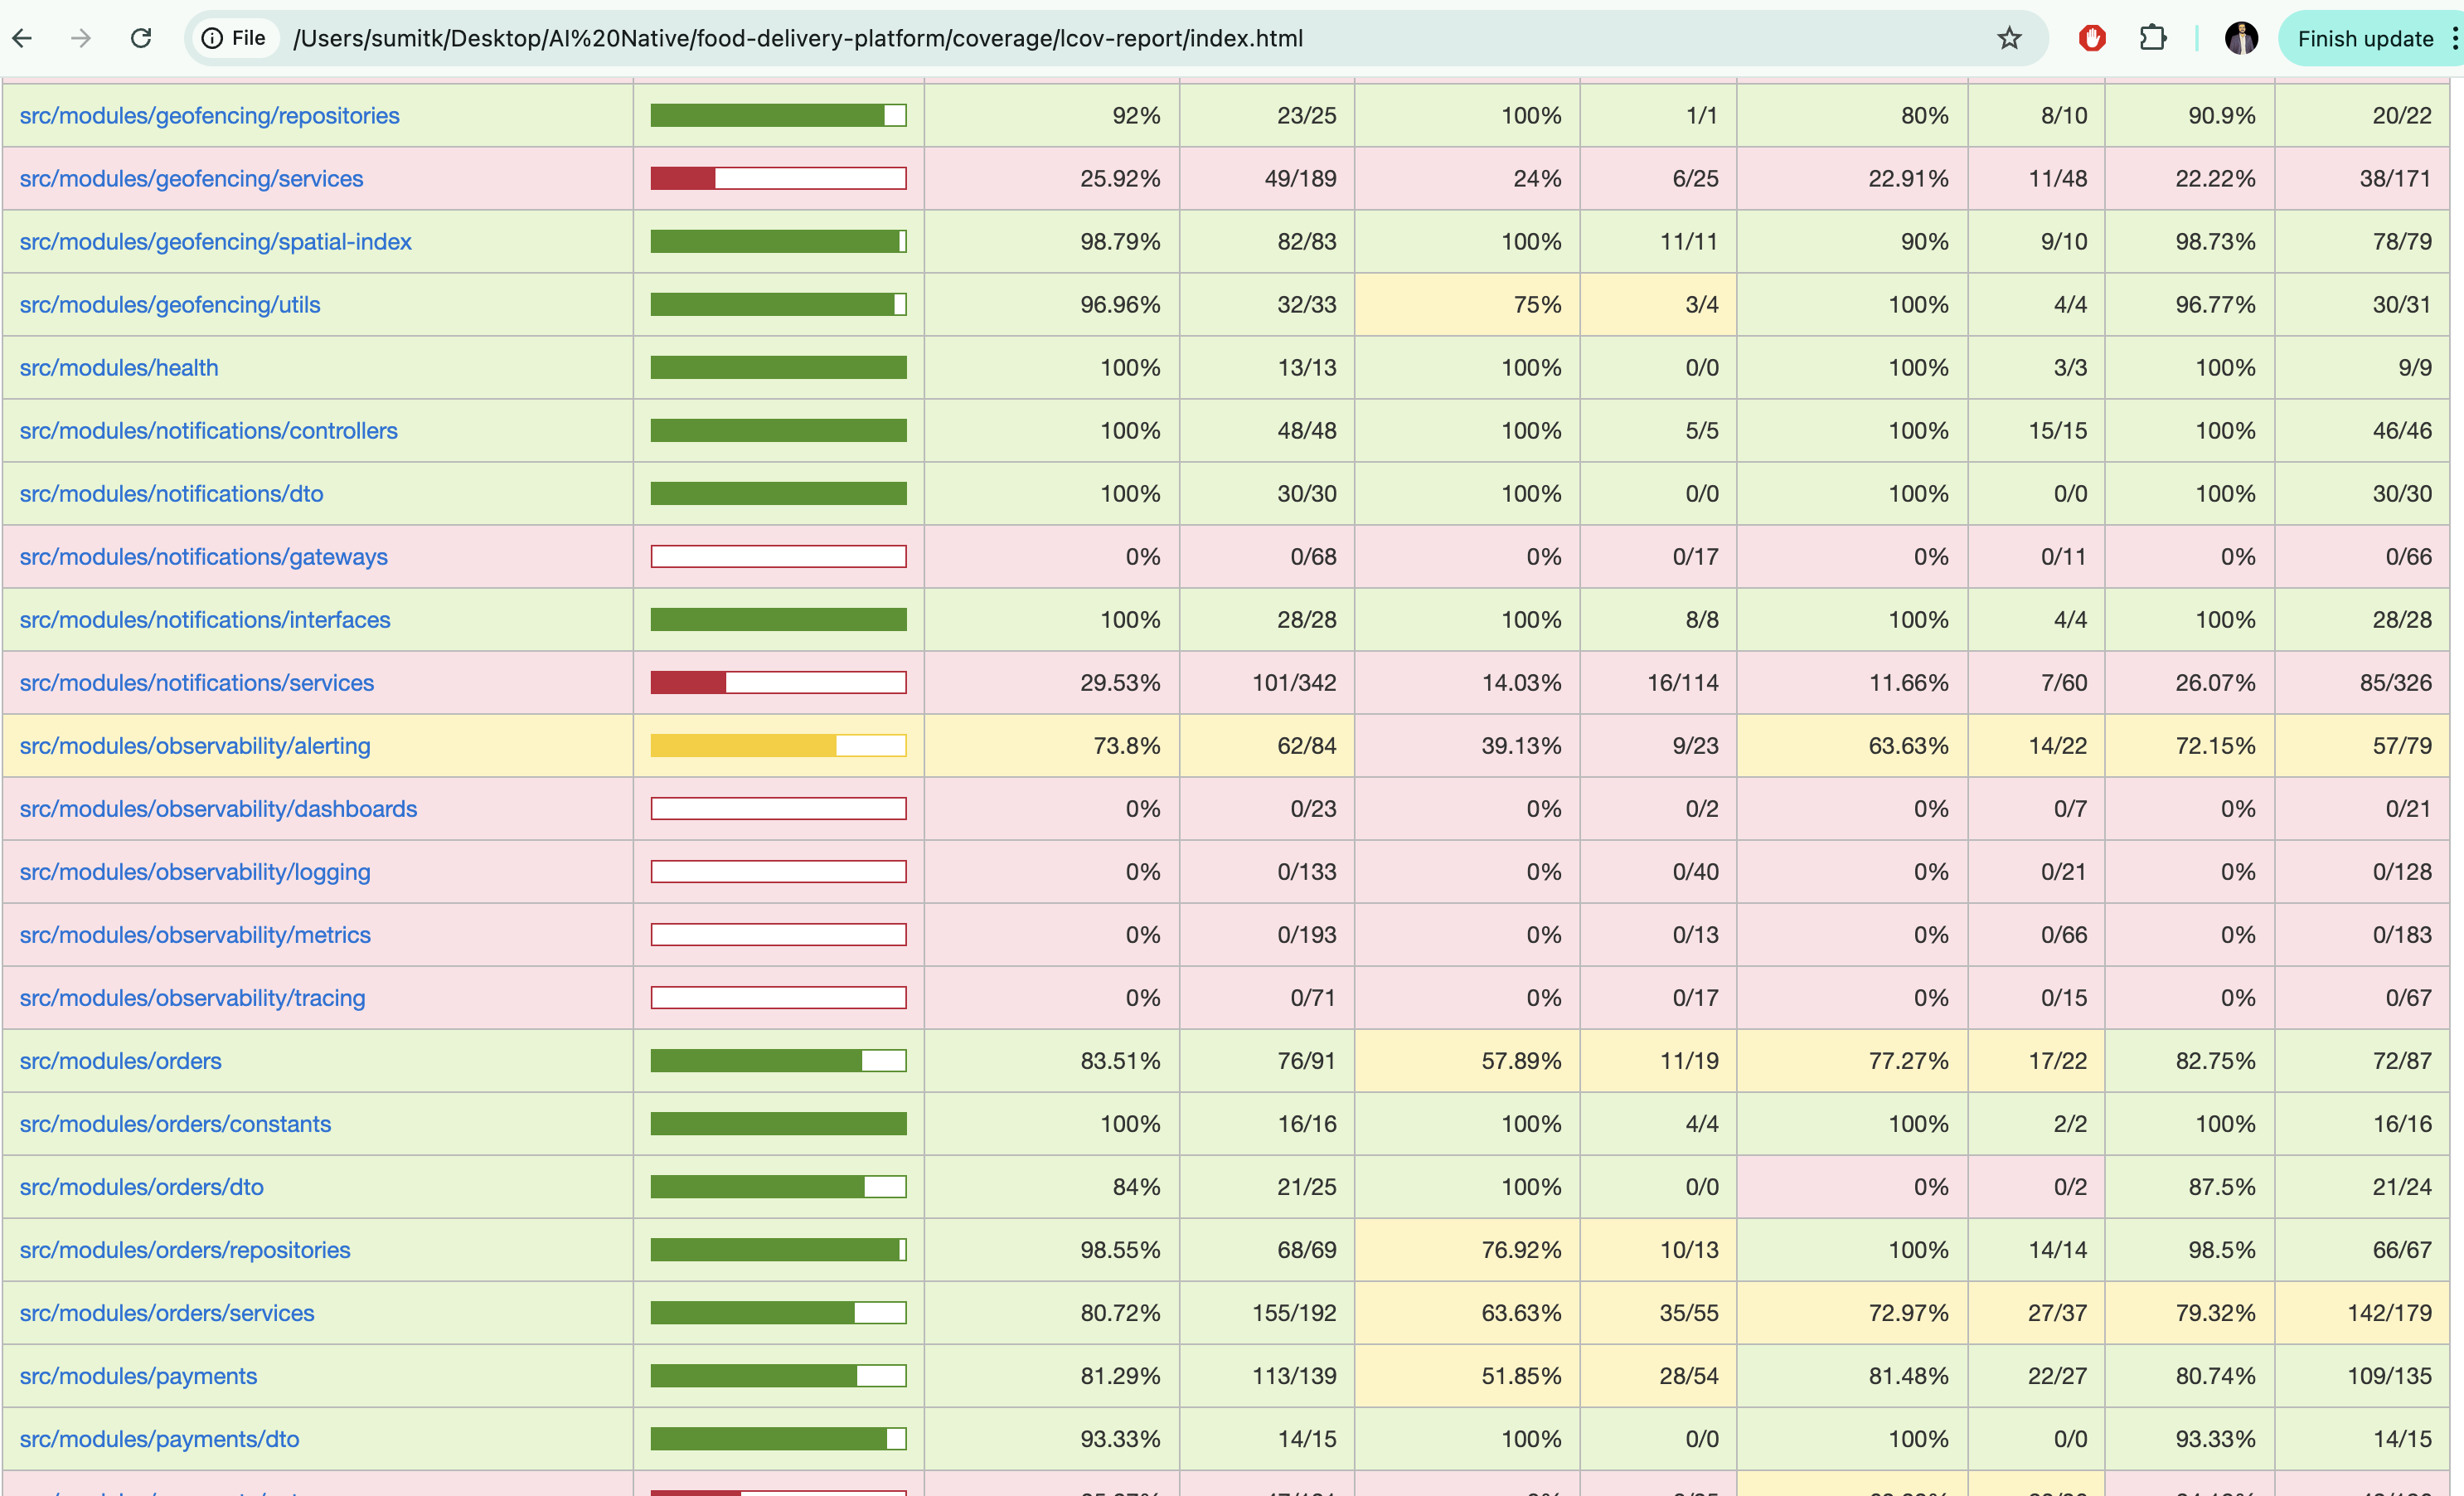 File /Users/sumitk/Desktop/AI%20Native/food-delivery-platform/coverage/lcov-report/index.html Finish update
src/modules/geofencing/repositories 92% 23/25 100% 1/1 80% 8/10 90.9% 20/22
src/modules/geofencing/services 25.92% 49/189 24% 6/25 22.91% 11/48 22.22% 38/171
src/modules/geofencing/spatial-index 98.79% 82/83 100% 11/11 90% 9/10 98.73% 78/79
src/modules/geofencing/utils 96.96% 32/33 75% 3/4 100% 4/4 96.77% 30/31
src/modules/health 100% 13/13 100% 0/0 100% 3/3 100% 9/9
src/modules/notifications/controllers 100% 48/48 100% 5/5 100% 15/15 100% 46/46
src/modules/notifications/dto 100% 30/30 100% 0/0 100% 0/0 100% 30/30
src/modules/notifications/gateways 0% 0/68 0% 0/17 0% 0/11 0% 0/66
src/modules/notifications/interfaces 100% 28/28 100% 8/8 100% 4/4 100% 28/28
src/modules/notifications/services 29.53% 101/342 14.03% 16/114 11.66% 7/60 26.07% 85/326
src/modules/observability/alerting 73.8% 62/84 39.13% 9/23 63.63% 14/22 72.15% 57/79
src/modules/observability/dashboards 0% 0/23 0% 0/2 0% 0/7 0% 0/21
src/modules/observability/logging 0% 0/133 0% 0/40 0% 0/21 0% 0/128
src/modules/observability/metrics 0% 0/193 0% 0/13 0% 0/66 0% 0/183
src/modules/observability/tracing 0% 0/71 0% 0/17 0% 0/15 0% 0/67
src/modules/orders 83.51% 76/91 57.89% 11/19 77.27% 17/22 82.75% 72/87
src/modules/orders/constants 100% 16/16 100% 4/4 100% 2/2 100% 16/16
src/modules/orders/dto 84% 21/25 100% 0/0 0% 0/2 87.5% 21/24
src/modules/orders/repositories 98.55% 68/69 76.92% 10/13 100% 14/14 98.5% 66/67
src/modules/orders/services 80.72% 155/192 63.63% 35/55 72.97% 27/37 79.32% 142/179
src/modules/payments 81.29% 113/139 51.85% 28/54 81.48% 22/27 80.74% 109/135
src/modules/payments/dto 93.33% 14/15 100% 0/0 100% 0/0 93.33% 14/15